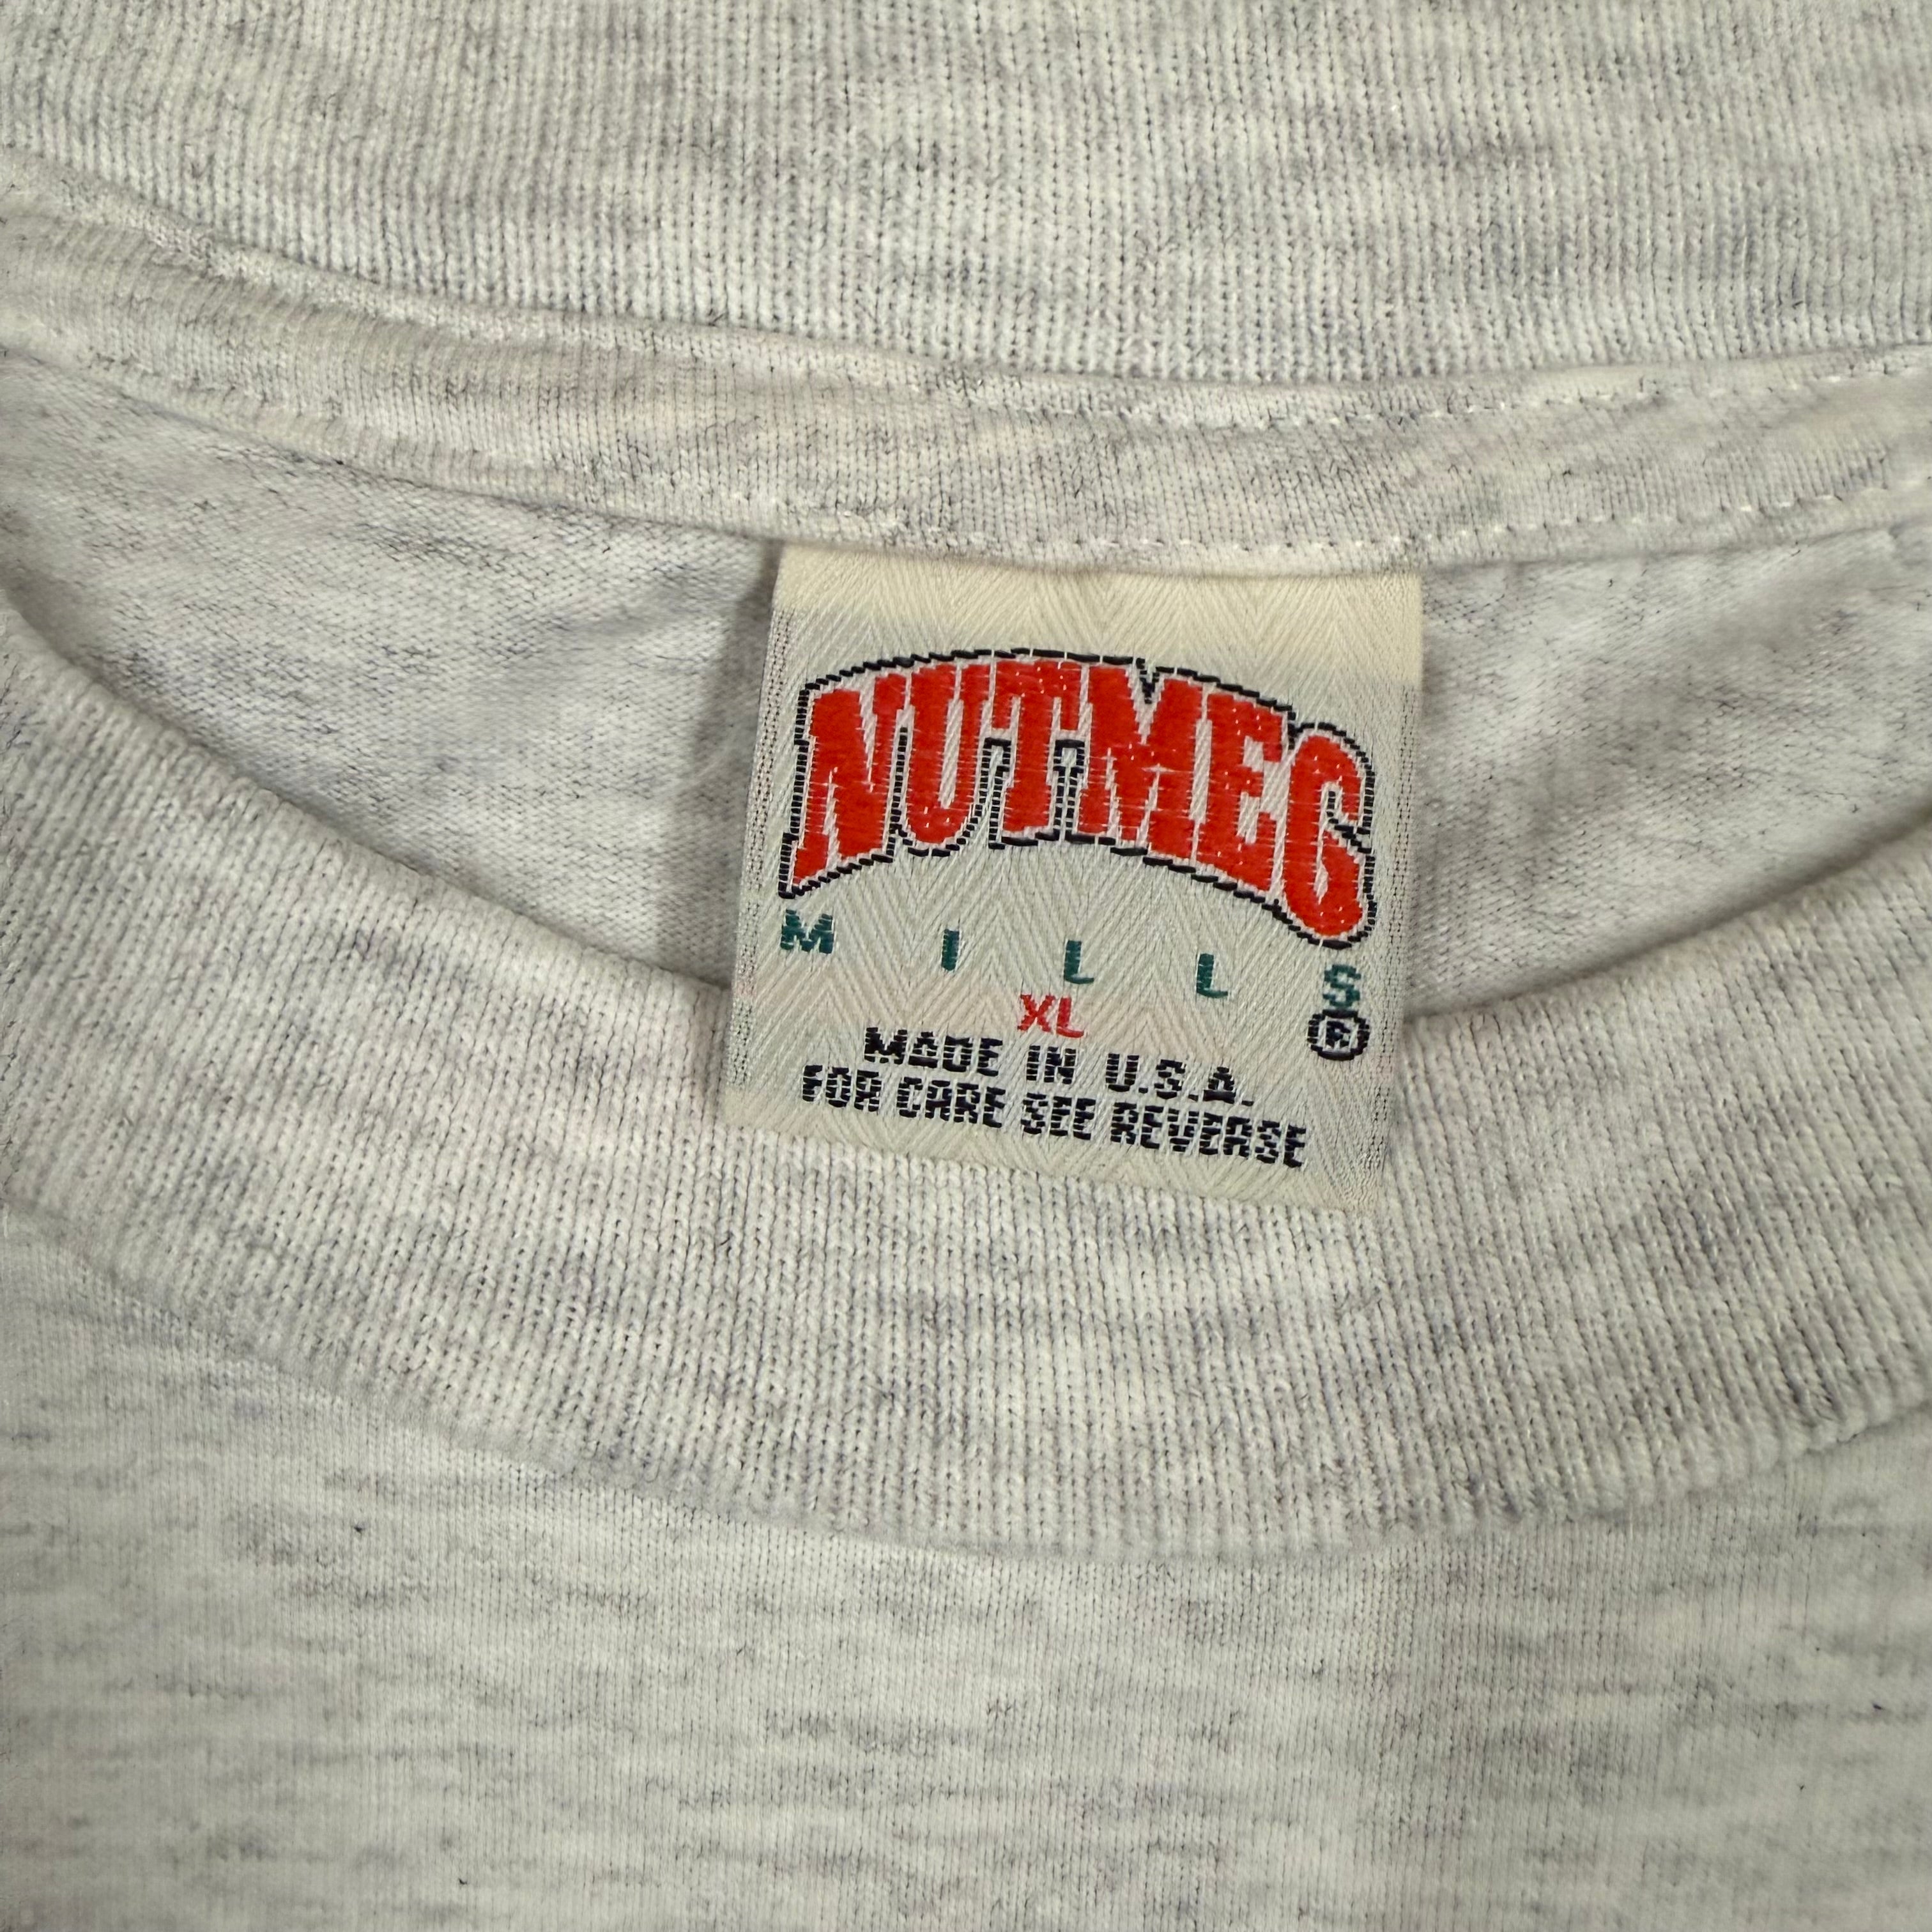 NUTMEG
MILLS
XL ®
MADE IN U.S.A.
FOR CARE SEE REVERSE